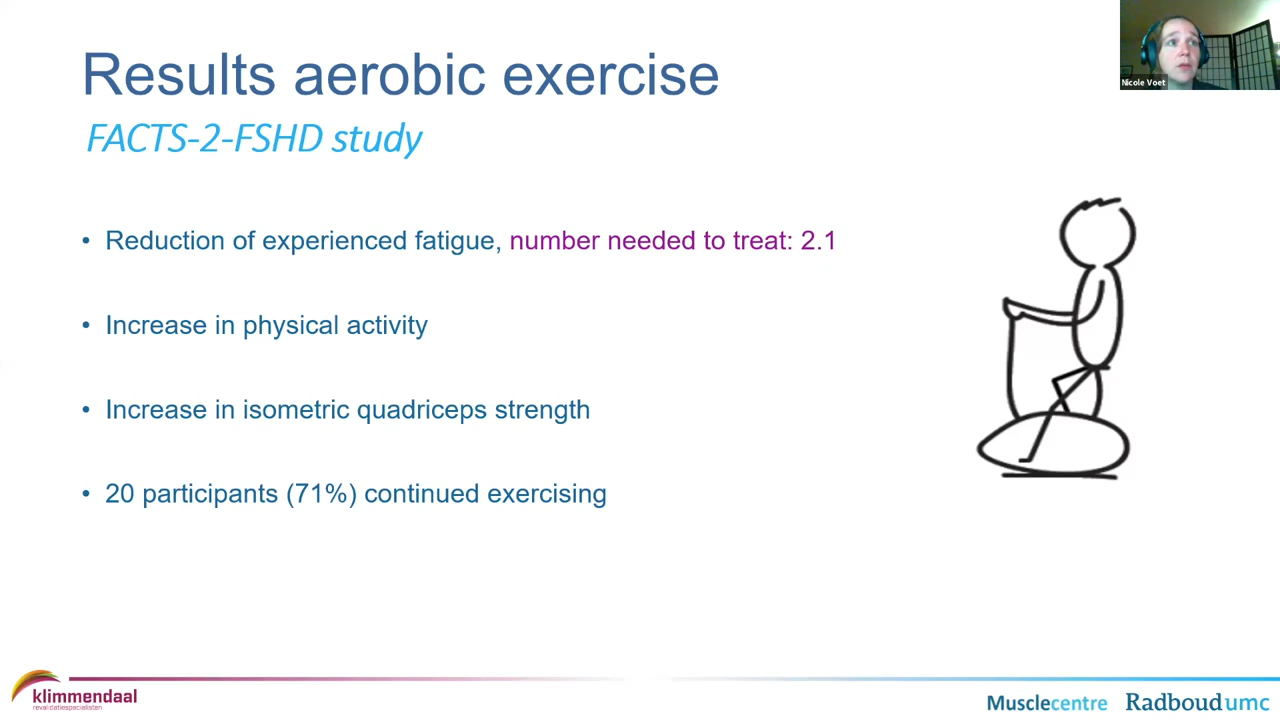 Results aerobic exercise
FACTS-2-FSHD study
• Reduction of experienced fatigue, number needed to treat: 2.1
• Increase in physical activity
• Increase in isometric quadriceps strength
• 20 participants (71%) continued exercising
Nicole Voet
klimmendaal
revalidatiespecialisten
Musclecentre Radboudumc